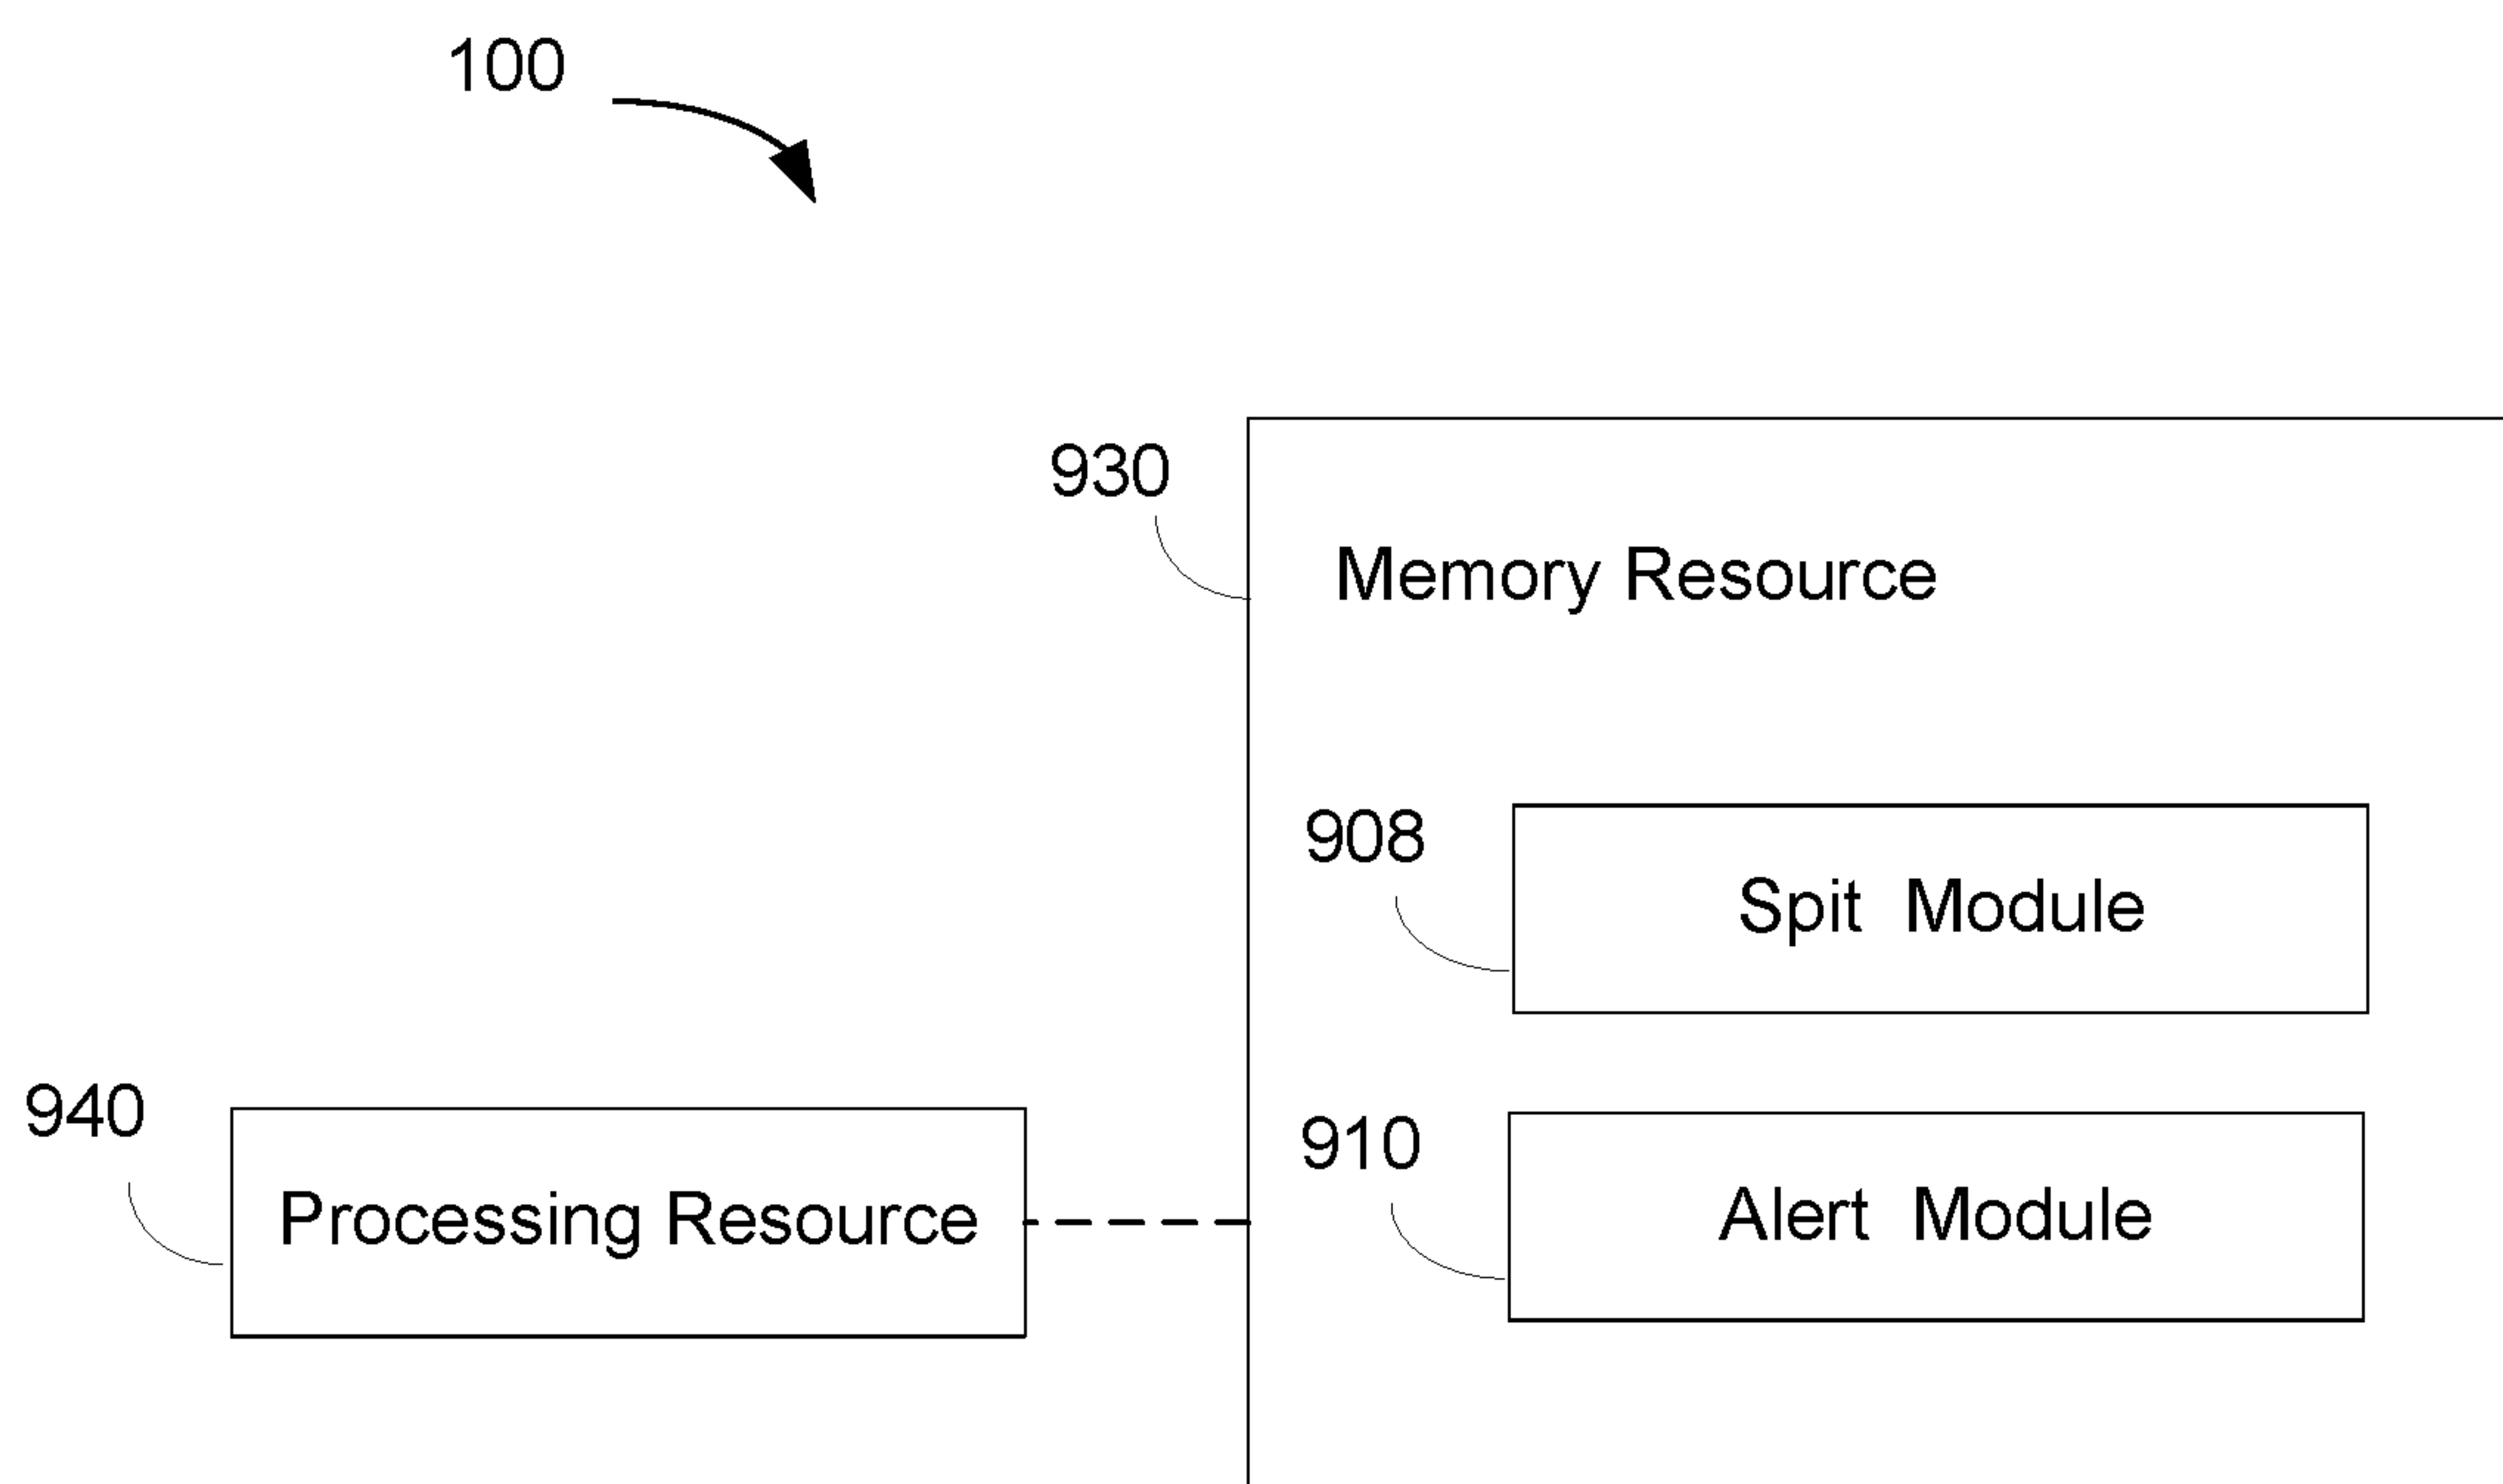 100
930
Memory Resource
908
Spit Module
940
910
Processing Resource
Alert Module